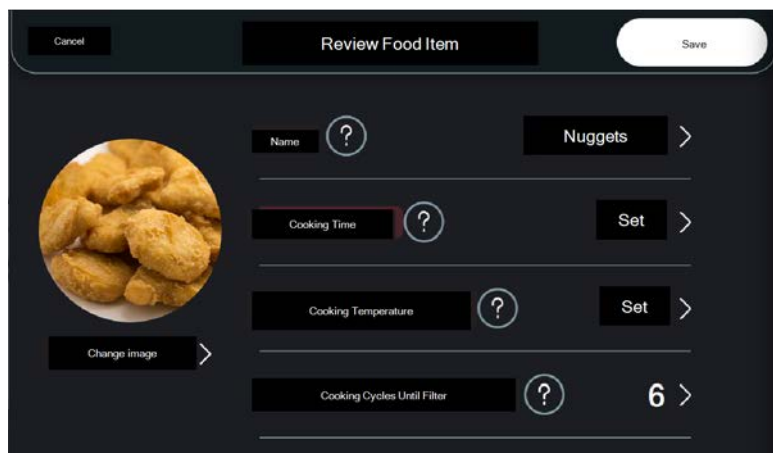 Cancel
Review Food Item
Save
Name ?
Nuggets
Cooking Time ?
Set
Cooking Temperature ?
Set
Change image
Cooking Cycles Until Filter ?
6